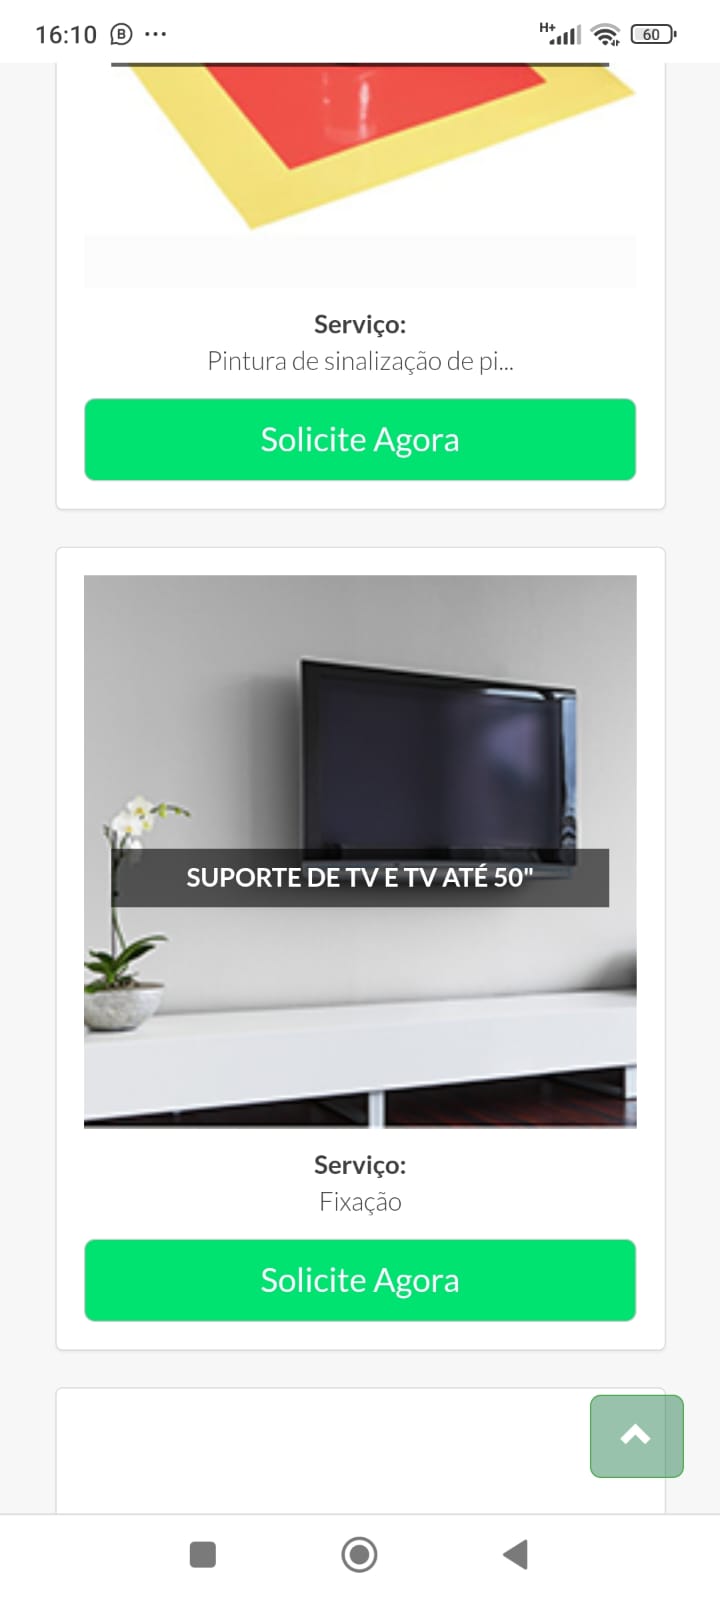 16:10
H+
60
Serviço:
Pintura de sinalização de pi...
Solicite Agora
SUPORTE DE TV E TV ATÉ 50"
Serviço:
Fixação
Solicite Agora